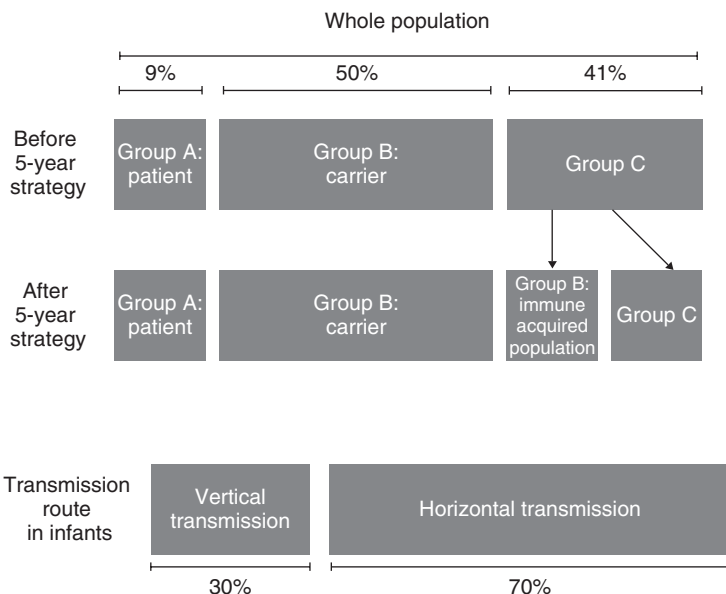 Whole population
9%
50%
41%
Before
5-year
strategy
Group A:
patient
Group B:
carrier
Group C
After
5-year
strategy
Group A:
patient
Group B:
carrier
Group B:
immune
acquired
population
Group C
Transmission
route
in infants
Vertical
transmission
Horizontal transmission
30%
70%